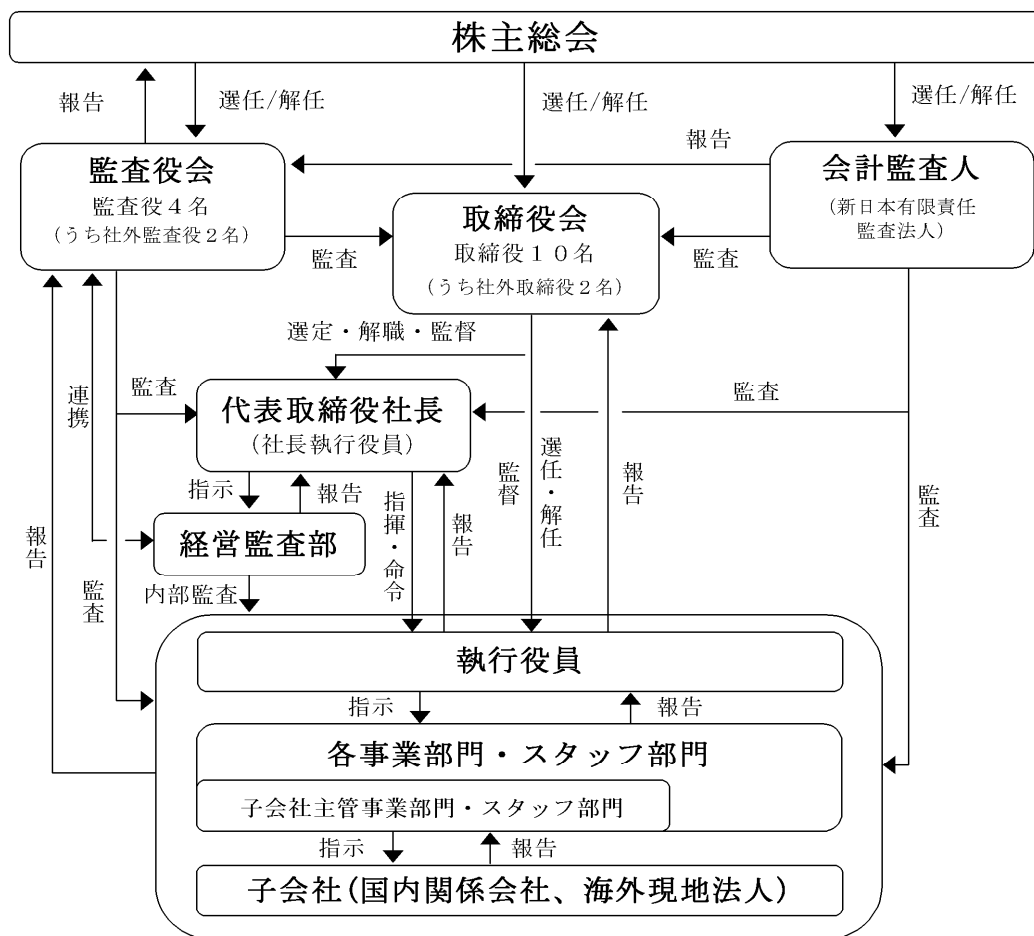 株主総会
報告
選任/解任
選任/解任
選任/解任
報告
監査役会
監査役4名
(うち社外監査役2名)
取締役会
取締役10名
(うち社外取締役2名)
会計監査人
(新日本有限責任
監査法人)
監査
監査
選定・解職・監督
連携
監査
代表取締役社長
(社長執行役員)
監査
指示
報告
経営監査部
内部監査
指揮・命令
報告
監督
選任・解任
報告
監査
報告
監査
執行役員
指示
報告
各事業部門・スタッフ部門
子会社主管事業部門・スタッフ部門
指示
報告
子会社(国内関係会社、海外現地法人)